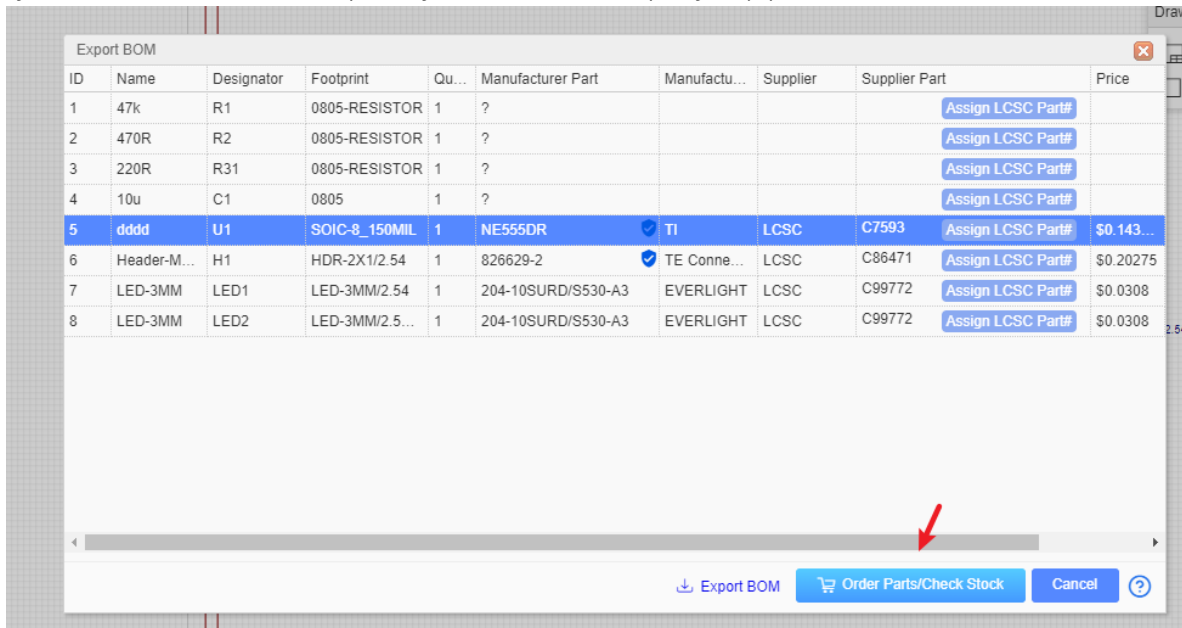 Draw
Export BOM
ID Name Designator Footprint Qu... Manufacturer Part Manufactu... Supplier Supplier Part Price
1 47k R1 0805-RESISTOR 1 ? Assign LCSC Part#
2 470R R2 0805-RESISTOR 1 ? Assign LCSC Part#
3 220R R31 0805-RESISTOR 1 ? Assign LCSC Part#
4 10u C1 0805 1 ? Assign LCSC Part#
5 dddd U1 SOIC-8_150MIL 1 NE555DR TI LCSC C7593 Assign LCSC Part# $0.143...
6 Header-M... H1 HDR-2X1/2.54 1 826629-2 TE Conne... LCSC C86471 Assign LCSC Part# $0.20275
7 LED-3MM LED1 LED-3MM/2.54 1 204-10SURD/S530-A3 EVERLIGHT LCSC C99772 Assign LCSC Part# $0.0308
8 LED-3MM LED2 LED-3MM/2.5... 1 204-10SURD/S530-A3 EVERLIGHT LCSC C99772 Assign LCSC Part# $0.0308
Export BOM Order Parts/Check Stock Cancel ?